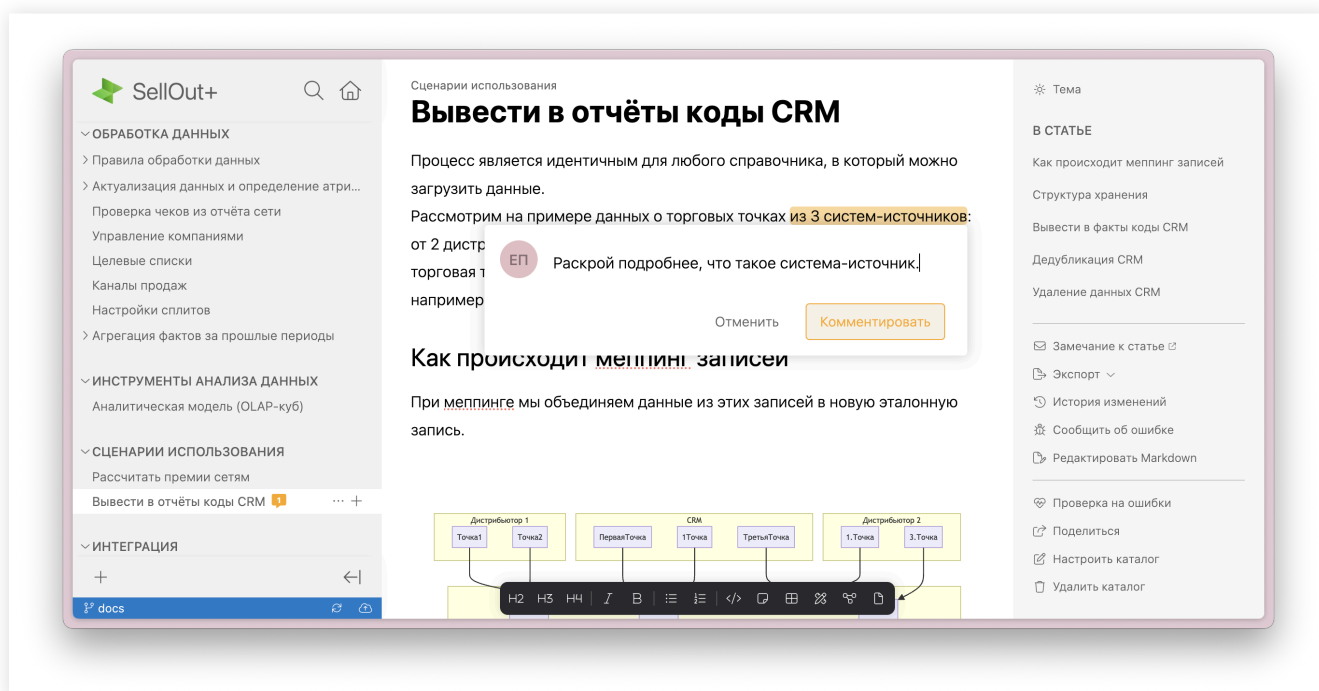 SellOut+
ОБРАБОТКА ДАННЫХ
Правила обработки данных
Актуализация данных и определение атри...
Проверка чеков из отчёта сети
Управление компаниями
Целевые списки
Каналы продаж
Настройки сплитов
Агрегация фактов за прошлые периоды
ИНСТРУМЕНТЫ АНАЛИЗА ДАННЫХ
Аналитическая модель (OLAP-куб)
СЦЕНАРИИ ИСПОЛЬЗОВАНИЯ
Рассчитать премии сетям
Вывести в отчёты коды CRM 1
ИНТЕГРАЦИЯ
docs
Сценарии использования
Вывести в отчёты коды CRM
Процесс является идентичным для любого справочника, в который можно
загрузить данные.
Рассмотрим на примере данных о торговых точках из 3 систем-источников:
от 2 дистр
торговая т
например
ЕП
Раскрой подробнее, что такое система-источник.
Отменить
Комментировать
Как происходит меппинг записей
При меппинге мы объединяем данные из этих записей в новую эталонную
запись.
Дистрибьютор 1
Точка1
Точка2
CRM
ПерваяТочка
1Точка
ТретьяТочка
Дистрибьютор 2
1.Точка
3.Точка
H2 H3 H4 I B </>
Тема
В СТАТЬЕ
Как происходит меппинг записей
Структура хранения
Вывести в факты коды CRM
Дедубликация CRM
Удаление данных CRM
Замечание к статье
Экспорт
История изменений
Сообщить об ошибке
Редактировать Markdown
Проверка на ошибки
Поделиться
Настроить каталог
Удалить каталог